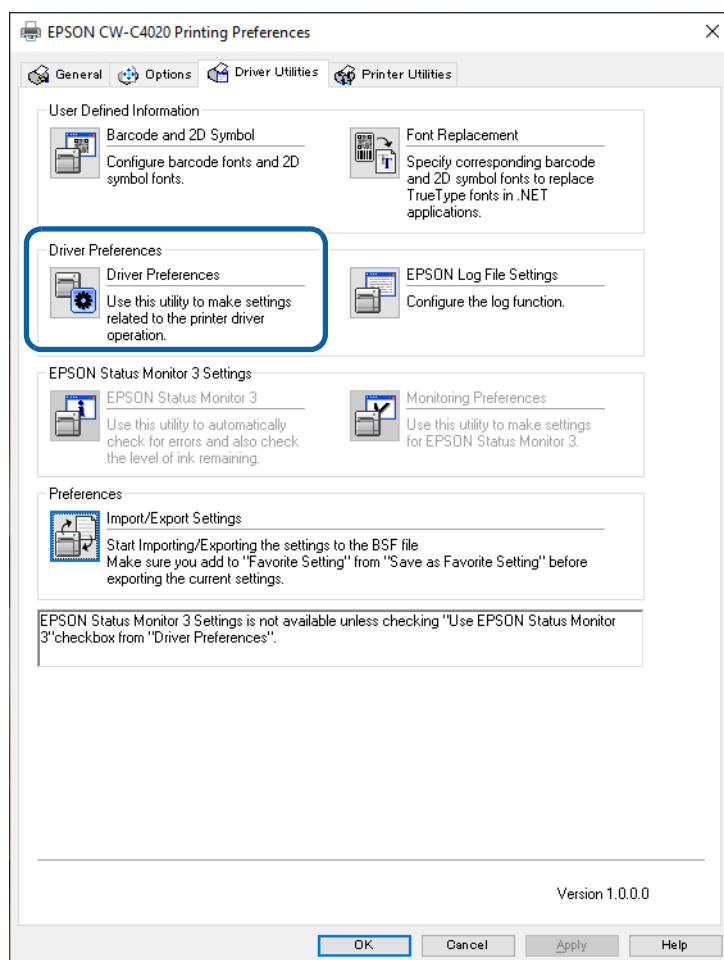 EPSON CW-C4020 Printing Preferences
General Options Driver Utilities Printer Utilities
User Defined Information
Barcode and 2D Symbol
Configure barcode fonts and 2D
symbol fonts.
Font Replacement
Specify corresponding barcode
and 2D symbol fonts to replace
TrueType fonts in .NET
applications.
Driver Preferences
Driver Preferences
Use this utility to make settings
related to the printer driver
operation.
EPSON Log File Settings
Configure the log function.
EPSON Status Monitor 3 Settings
EPSON Status Monitor 3
Use this utility to automatically
check for errors and also check
the level of ink remaining.
Monitoring Preferences
Use this utility to make settings
for EPSON Status Monitor 3.
Preferences
Import/Export Settings
Start Importing/Exporting the settings to the BSF file
Make sure you add to "Favorite Setting" from "Save as Favorite Setting" before
exporting the current settings.
EPSON Status Monitor 3 Settings is not available unless checking "Use EPSON Status Monitor
3"checkbox from "Driver Preferences".
Version 1.0.0.0
OK Cancel Apply Help